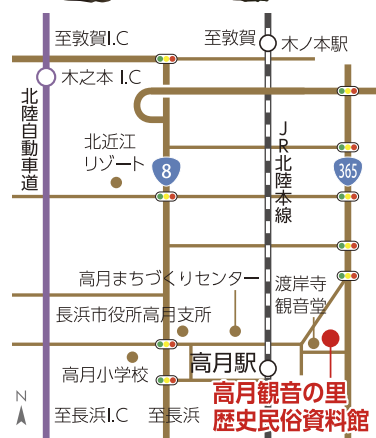 至敦賀I.C
至敦賀
木ノ本駅
木之本 I.C
北陸自動車道
北近江
リゾート
8
JR北陸本線
365
高月まちづくりセンター
渡岸寺
観音堂
長浜市役所高月支所
高月駅
高月小学校
高月観音の里
歴史民俗資料館
N
至長浜I.C
至長浜